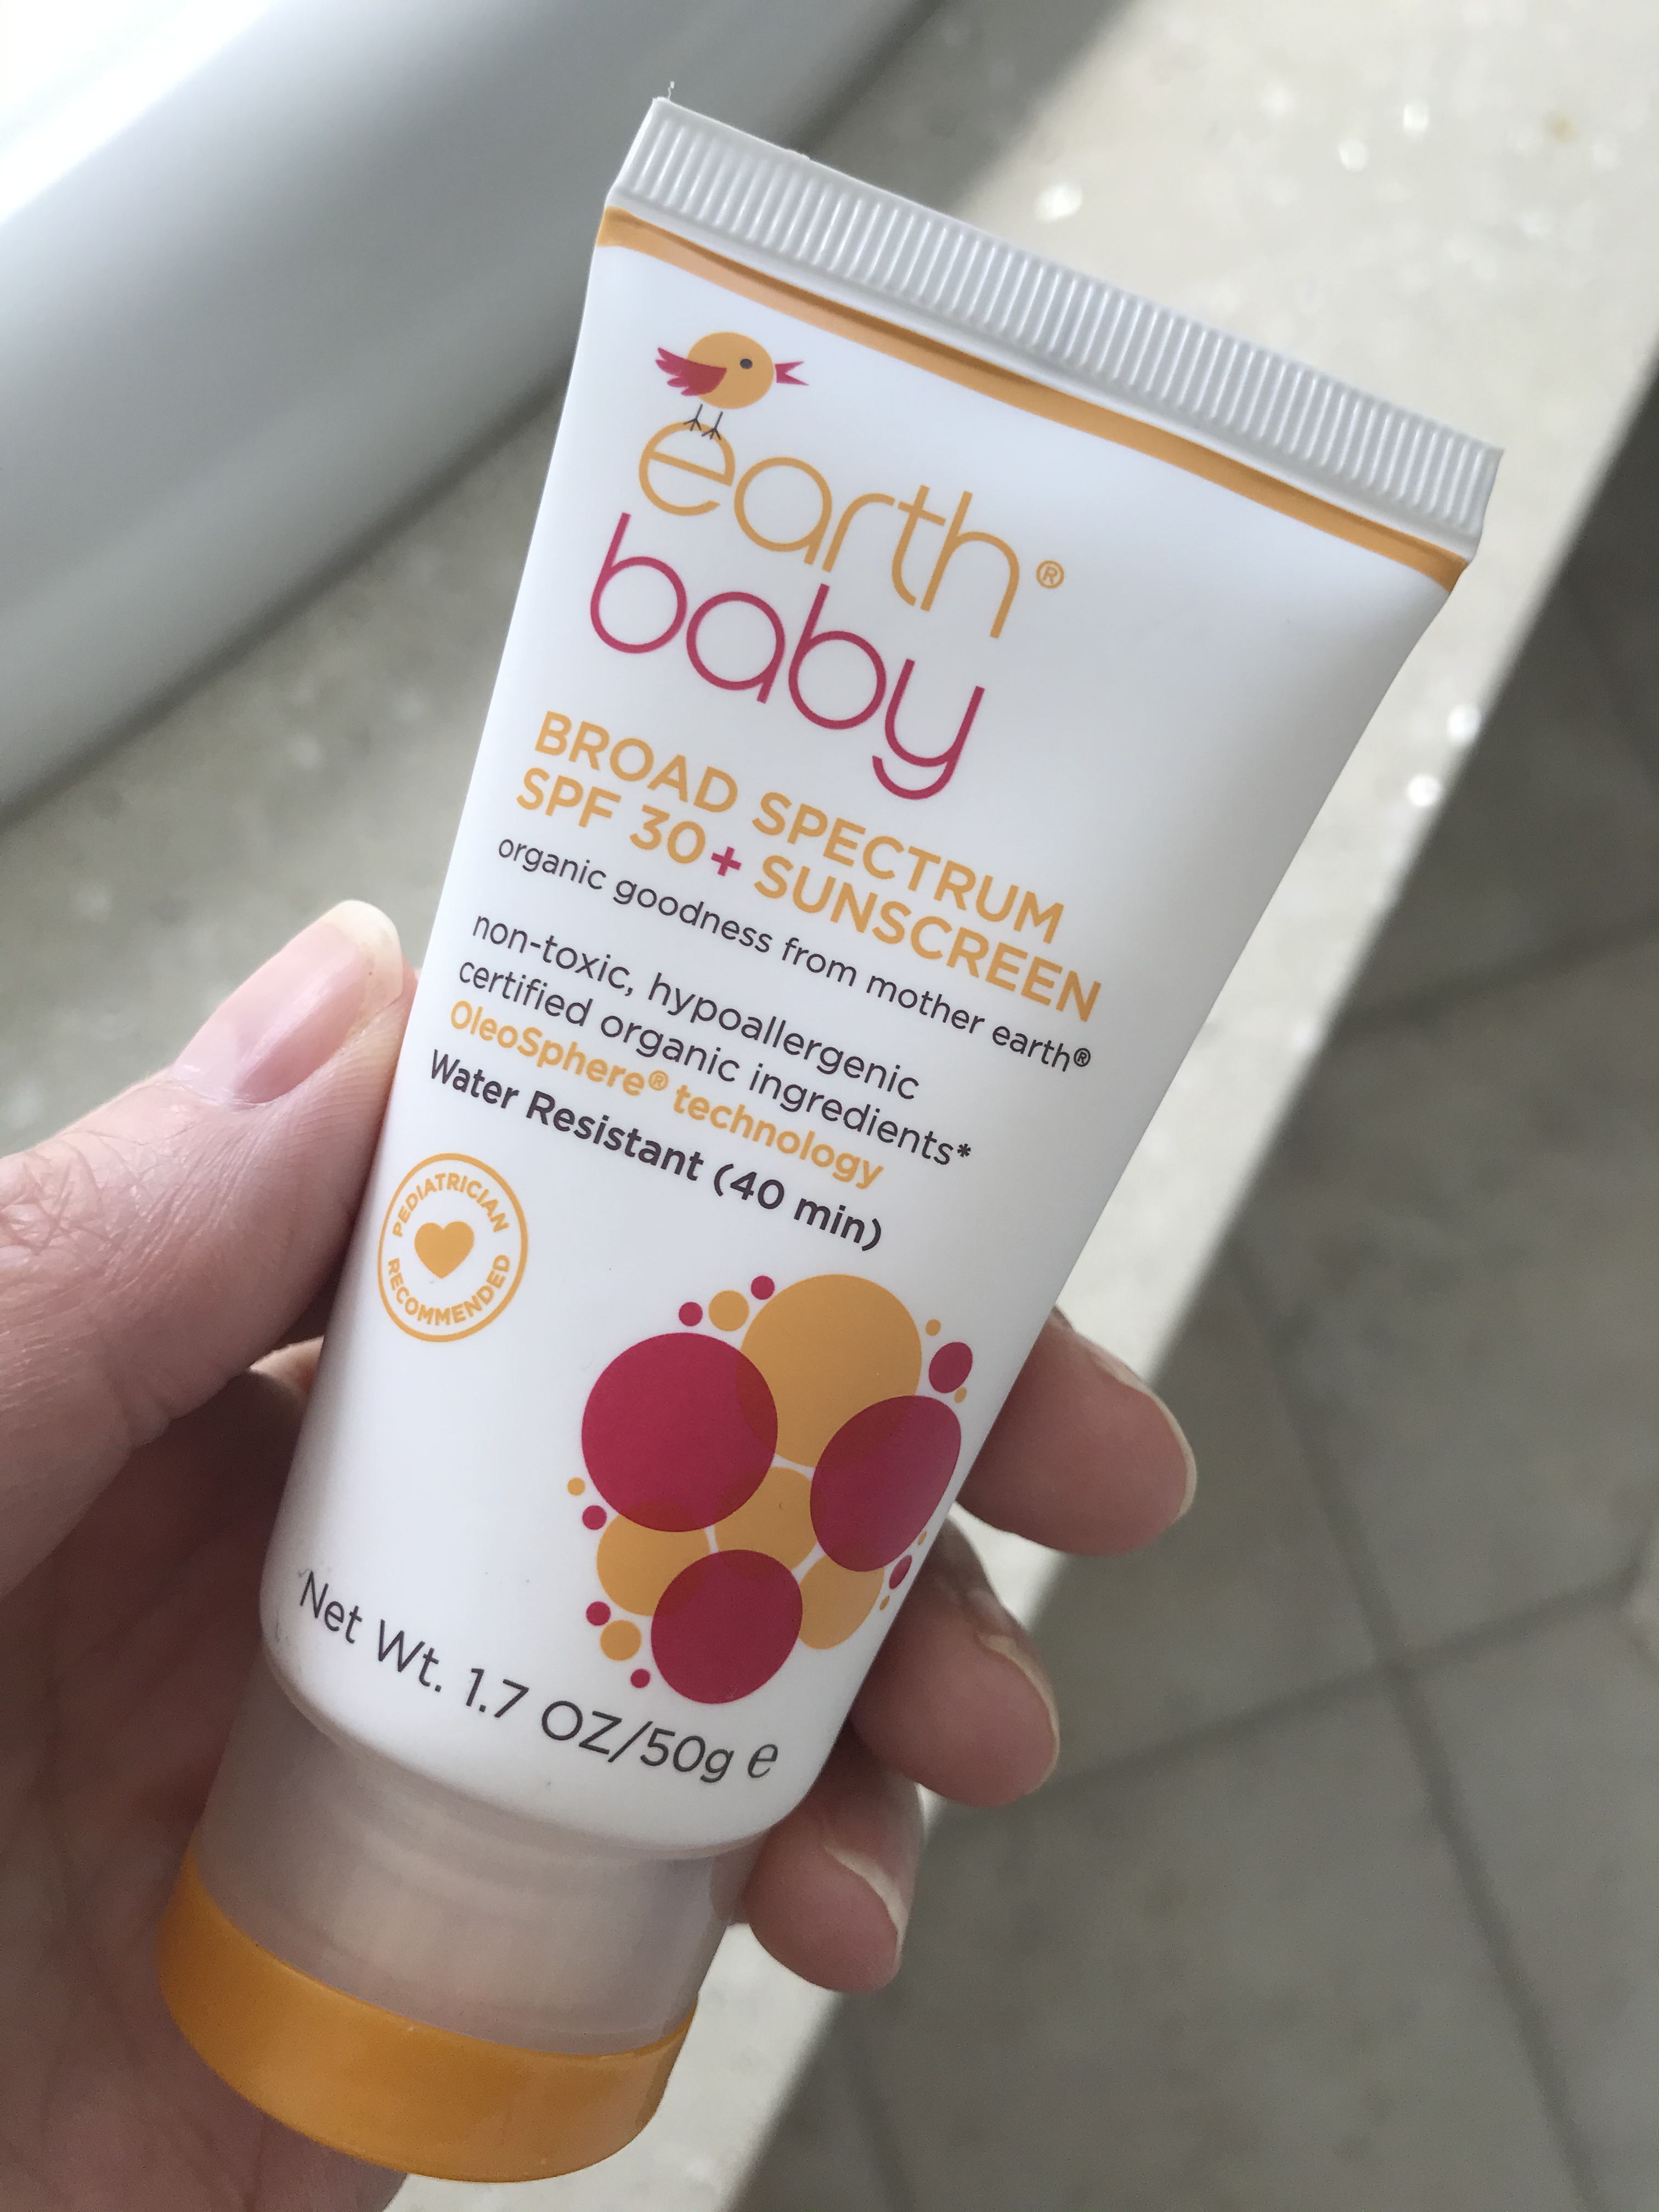 earth®
baby
BROAD SPECTRUM
SPF 30+ SUNSCREEN
organic goodness from mother earth®
non-toxic, hypoallergenic
certified organic ingredients*
OleoSphere® technology
Water Resistant (40 min)
PEDIATRICIAN
RECOMMENDED
Net Wt. 1.7 OZ/50g e